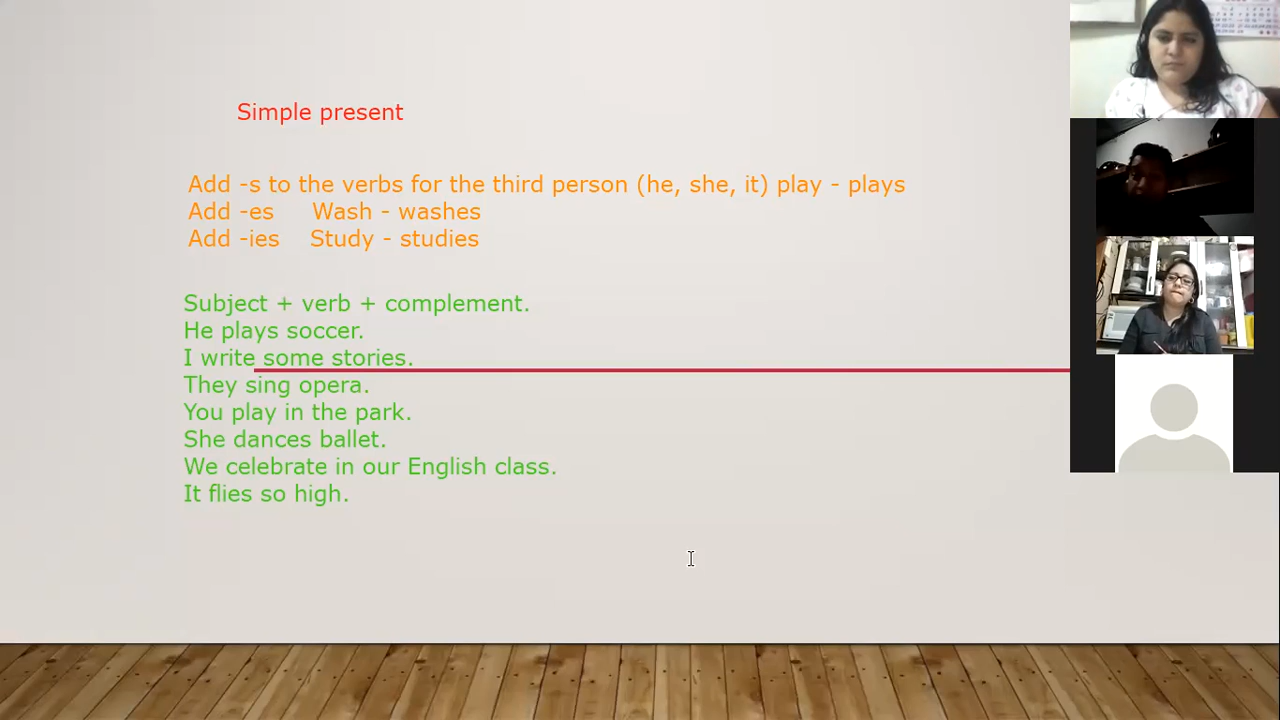 Simple present
Add -s to the verbs for the third person (he, she, it) play - plays
Add -es Wash - washes
Add -ies Study - studies
Subject + verb + complement.
He plays soccer.
I write some stories.
They sing opera.
You play in the park.
She dances ballet.
We celebrate in our English class.
It flies so high.